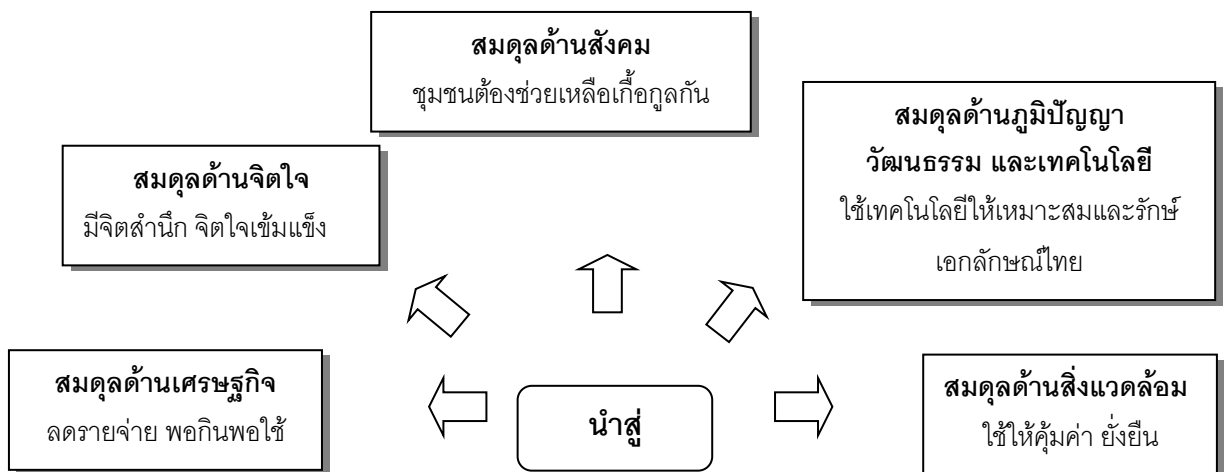 สมดุลด้านสังคม
ชุมชนต้องช่วยเหลือเกื้อกูลกัน
สมดุลด้านภูมิปัญญา
วัฒนธรรม และเทคโนโลยี
ใช้เทคโนโลยีให้เหมาะสมและรักษ์
เอกลักษณ์ไทย
สมดุลด้านจิตใจ
มีจิตสำนึก จิตใจเข้มแข็ง
สมดุลด้านเศรษฐกิจ
ลดรายจ่าย พอกินพอใช้
นำสู่
สมดุลด้านสิ่งแวดล้อม
ใช้ให้คุ้มค่า ยั่งยืน